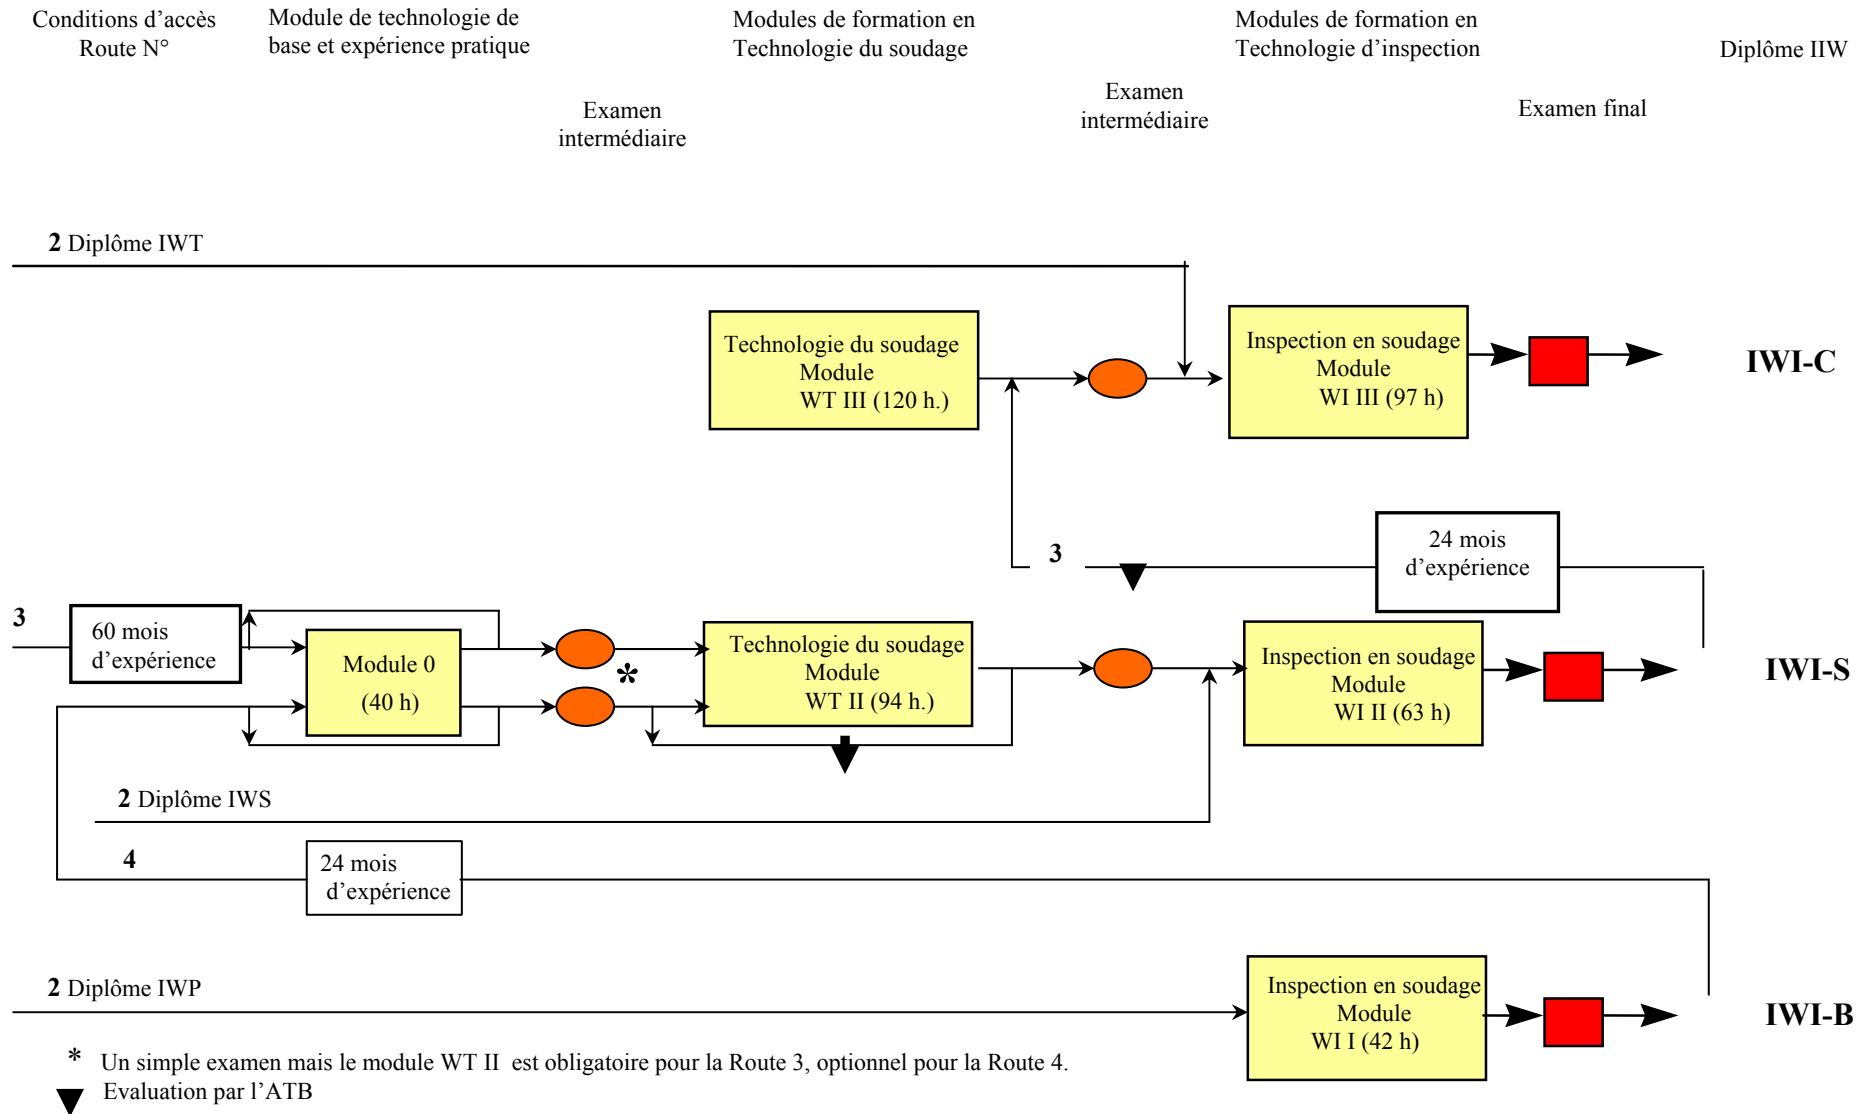 Conditions d’accès
Route N°
Module de technologie de
base et expérience pratique
Modules de formation en
Technologie du soudage
Modules de formation en
Technologie d’inspection
Diplôme IIW
Examen
intermédiaire
Examen
intermédiaire
Examen final
2 Diplôme IWT
Technologie du soudage
Module
WT III (120 h.)
Inspection en soudage
Module
WI III (97 h)
IWI-C
3
24 mois
d’expérience
3
60 mois
d’expérience
Module 0
(40 h)
*
Technologie du soudage
Module
WT II (94 h.)
Inspection en soudage
Module
WI II (63 h)
IWI-S
2 Diplôme IWS
4
24 mois
d’expérience
2 Diplôme IWP
Inspection en soudage
Module
WI I (42 h)
IWI-B
* Un simple examen mais le module WT II est obligatoire pour la Route 3, optionnel pour la Route 4.
Evaluation par l’ATB